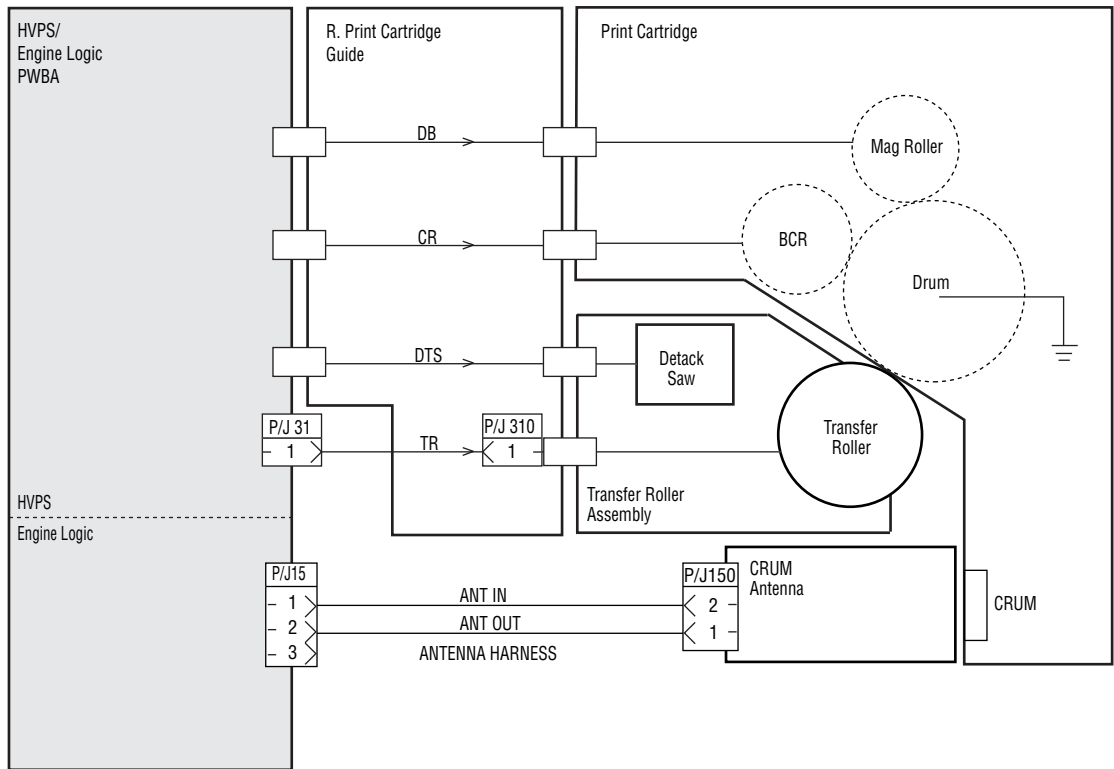 HVPS/
Engine Logic
PWBA
R. Print Cartridge
Guide
Print Cartridge
DB
Mag Roller
CR
BCR
Drum
DTS
Detack
Saw
P/J 31
1
TR
P/J 310
1
Transfer
Roller
Transfer Roller
Assembly
HVPS
Engine Logic
P/J15
1
2
3
ANT IN
ANT OUT
ANTENNA HARNESS
P/J150
2
1
CRUM
Antenna
CRUM